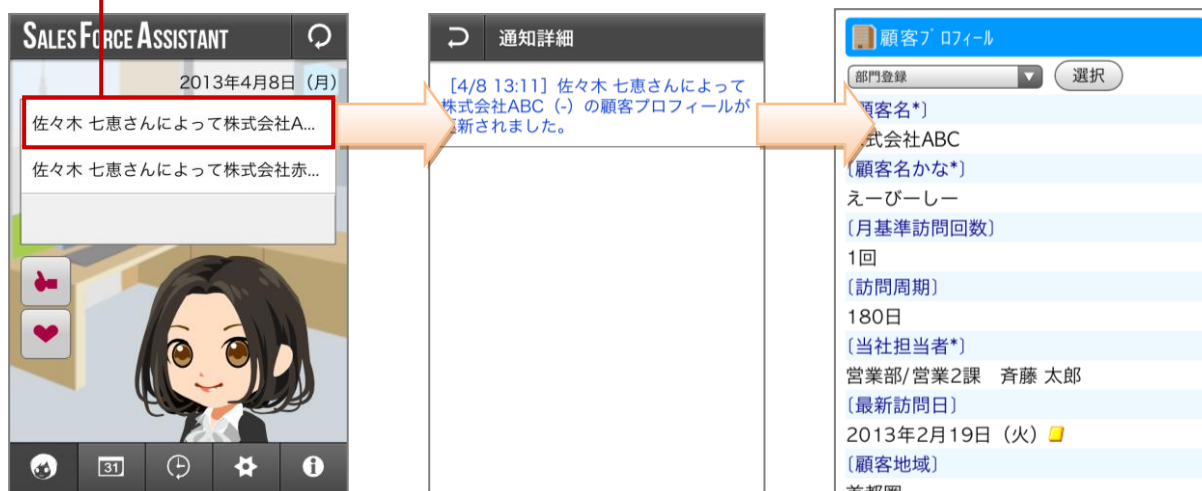 SALES FORCE ASSISTANT
2013年4月8日（月）
佐々木 七恵さんによって株式会社A...
佐々木 七恵さんによって株式会社赤...
31
通知詳細
［4/8 13:11］佐々木 七恵さんによって
株式会社ABC（-）の顧客プロフィールが
更新されました。
顧客ﾌﾟﾛﾌｨｰﾙ
部門登録 選択
顧客名*〕
式会社ABC
〔顧客名かな*〕
えーびーしー
〔月基準訪問回数〕
1回
〔訪問周期〕
180日
〔当社担当者*〕
営業部/営業2課　斉藤 太郎
〔最新訪問日〕
2013年2月19日（火）
〔顧客地域〕
首都圏